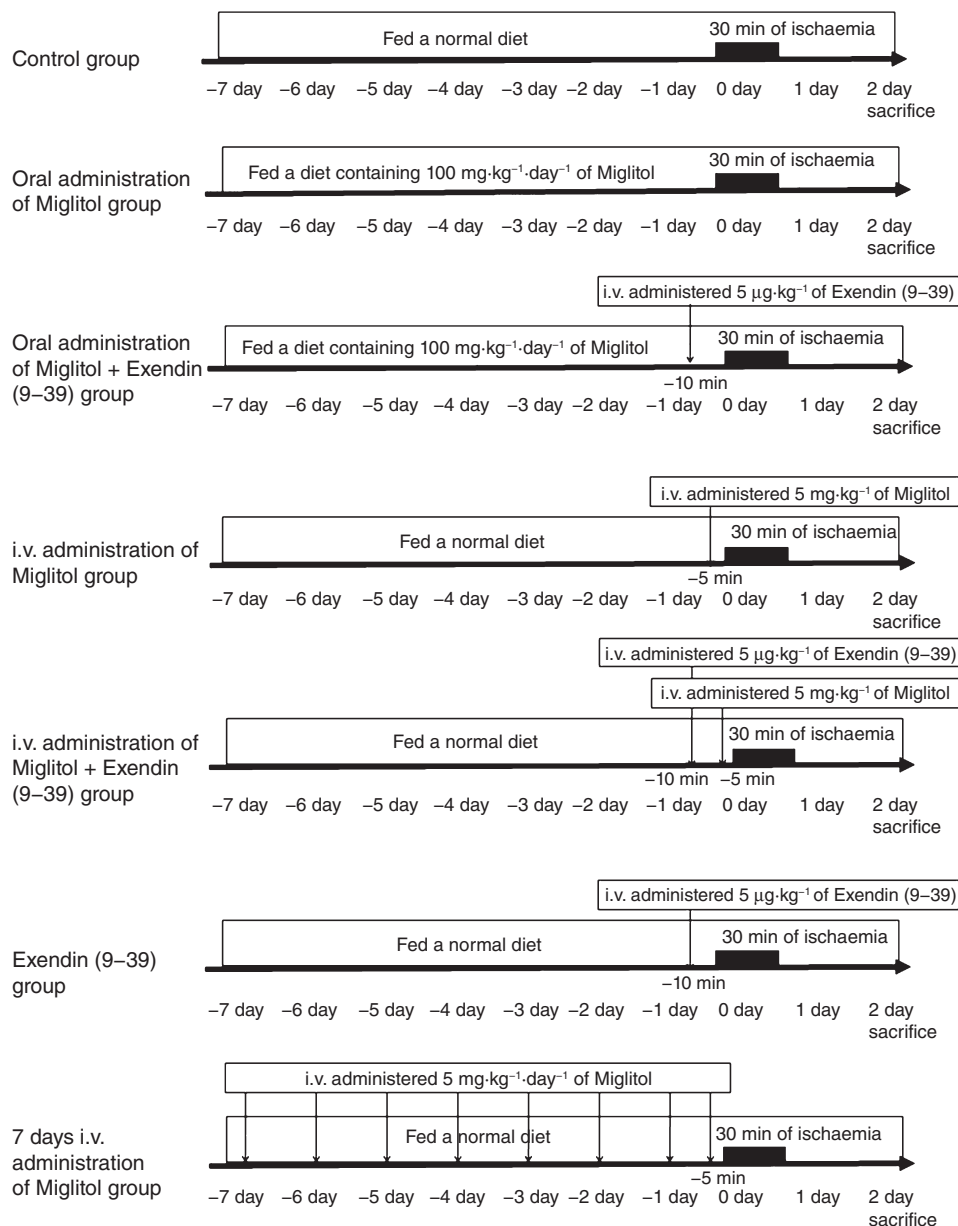 Control group
Fed a normal diet
30 min of ischaemia
−7 day −6 day −5 day −4 day −3 day −2 day −1 day 0 day 1 day 2 day
sacrifice
Oral administration
of Miglitol group
Fed a diet containing 100 mg·kg⁻¹·day⁻¹ of Miglitol
30 min of ischaemia
−7 day −6 day −5 day −4 day −3 day −2 day −1 day 0 day 1 day 2 day
sacrifice
i.v. administered 5 µg·kg⁻¹ of Exendin (9–39)
Oral administration
of Miglitol + Exendin
(9–39) group
Fed a diet containing 100 mg·kg⁻¹·day⁻¹ of Miglitol
30 min of ischaemia
−10 min
−7 day −6 day −5 day −4 day −3 day −2 day −1 day 0 day 1 day 2 day
sacrifice
i.v. administered 5 mg·kg⁻¹ of Miglitol
i.v. administration of
Miglitol group
Fed a normal diet
30 min of ischaemia
−5 min
−7 day −6 day −5 day −4 day −3 day −2 day −1 day 0 day 1 day 2 day
sacrifice
i.v. administered 5 µg·kg⁻¹ of Exendin (9–39)
i.v. administered 5 mg·kg⁻¹ of Miglitol
i.v. administration of
Miglitol + Exendin
(9–39) group
Fed a normal diet
30 min of ischaemia
−10 min −5 min
−7 day −6 day −5 day −4 day −3 day −2 day −1 day 0 day 1 day 2 day
sacrifice
i.v. administered 5 µg·kg⁻¹ of Exendin (9–39)
Exendin (9–39)
group
Fed a normal diet
30 min of ischaemia
−10 min
−7 day −6 day −5 day −4 day −3 day −2 day −1 day 0 day 1 day 2 day
sacrifice
i.v. administered 5 mg·kg⁻¹·day⁻¹ of Miglitol
7 days i.v.
administration
of Miglitol group
Fed a normal diet
30 min of ischaemia
−5 min
−7 day −6 day −5 day −4 day −3 day −2 day −1 day 0 day 1 day 2 day
sacrifice